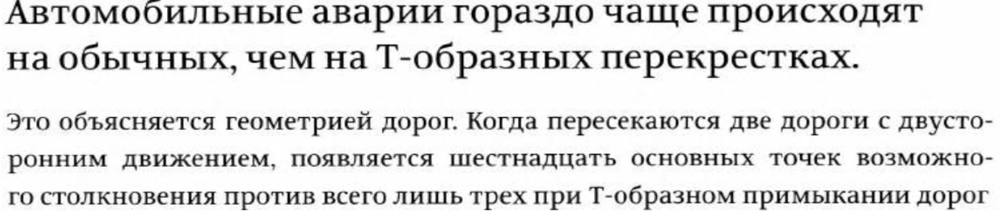 Автомобильные аварии гораздо чаще происходят
на обычных, чем на Т-образных перекрестках.
Это объясняется геометрией дорог. Когда пересекаются две дороги с двусто-
ронним движением, появляется шестнадцать основных точек возможно-
го столкновения против всего лишь трех при Т-образном примыкании дорог